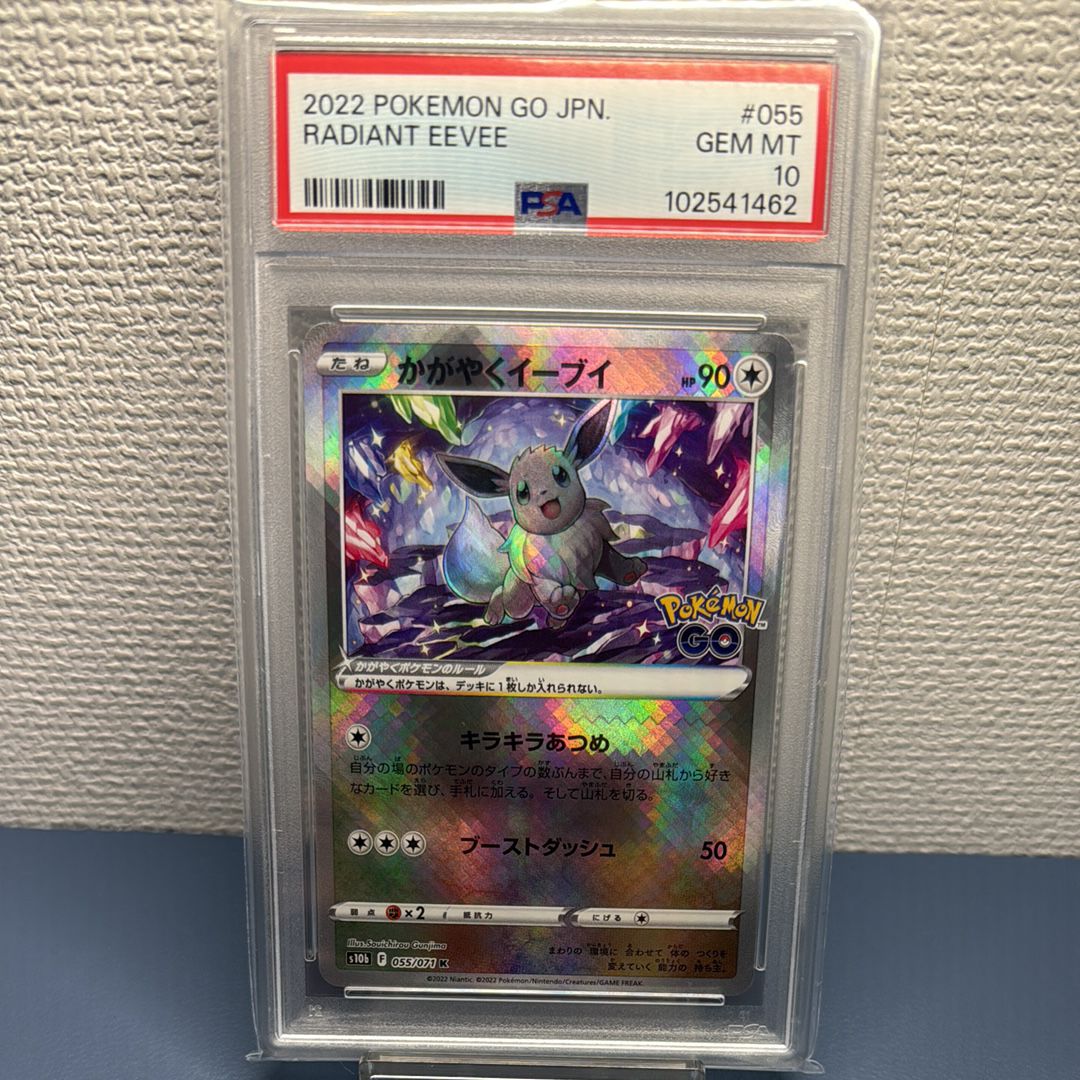 2022 POKEMON GO JPN. #055
RADIANT EEVEE GEM MT
10
PSA 102541462
たね かがやくイーブイ HP 90
Pokémon GO
かがやくポケモンのルール
かがやくポケモンは、デッキに1枚しか入れられない。
キラキラあつめ
自分の場のポケモンのタイプの数ぶんまで、自分の山札から好き
なカードを選び、手札に加える。そして山札を切る。
ブーストダッシュ 50
弱点 ×2 抵抗力 にげる
Illus. Souichirou Gunjima
s10b F 055/071 K
まわりの 環境に 合わせて 体の つくりを
変えていく 能力の 持ち主。
©2022 Niantic. ©2022 Pokémon/Nintendo/Creatures/GAME FREAK.